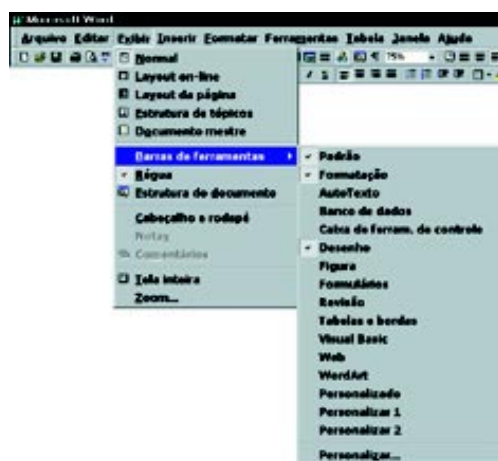 Microsoft Word
Arquivo Editar Exibir Inserir Formatar Ferramentas Tabela Janela Ajuda
75%
Normal
Layout on-line
Layout da página
Estrutura de tópicos
Documento mestre
Barras de ferramentas
Régua
Estrutura do documento
Cabeçalho e rodapé
Notas
Comentários
Tela inteira
Zoom...
Padrão
Formatação
AutoTexto
Banco de dados
Caixa de ferram. de controle
Desenho
Figura
Formulários
Revisão
Tabelas e bordas
Visual Basic
Web
WordArt
Personalizado
Personalizar 1
Personalizar 2
Personalizar...